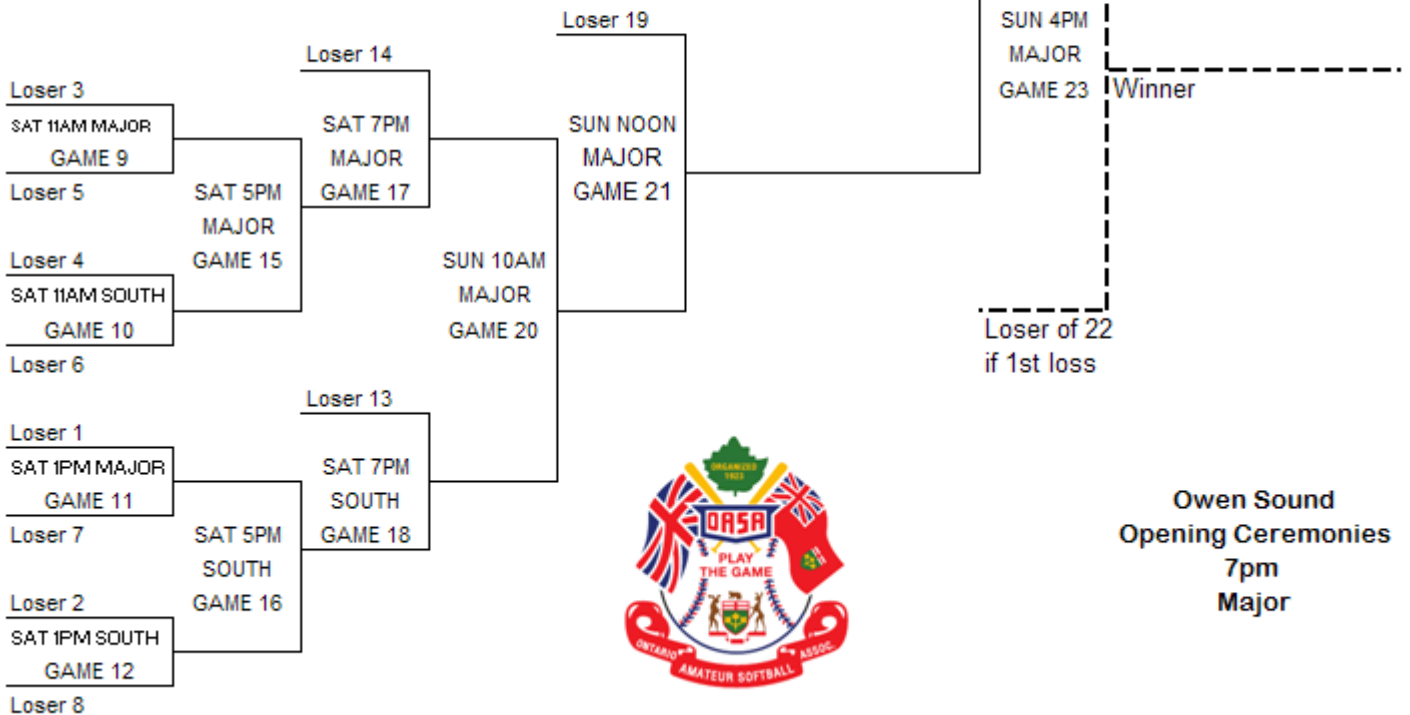 Loser 19
SUN 4PM
MAJOR
GAME 23
Winner
Loser 14
Loser 3
SAT 11AM MAJOR
GAME 9
Loser 5
SAT 7PM
MAJOR
GAME 17
SUN NOON
MAJOR
GAME 21
SAT 5PM
MAJOR
GAME 15
Loser 4
SAT 11AM SOUTH
GAME 10
Loser 6
SUN 10AM
MAJOR
GAME 20
Loser of 22
if 1st loss
Loser 13
Loser 1
SAT 1PM MAJOR
GAME 11
Loser 7
SAT 7PM
SOUTH
GAME 18
SAT 5PM
SOUTH
GAME 16
Loser 2
SAT 1PM SOUTH
GAME 12
Loser 8
ORGANIZED
1923
OASA
PLAY
THE GAME
ONTARIO AMATEUR SOFTBALL ASSOC.
Owen Sound
Opening Ceremonies
7pm
Major